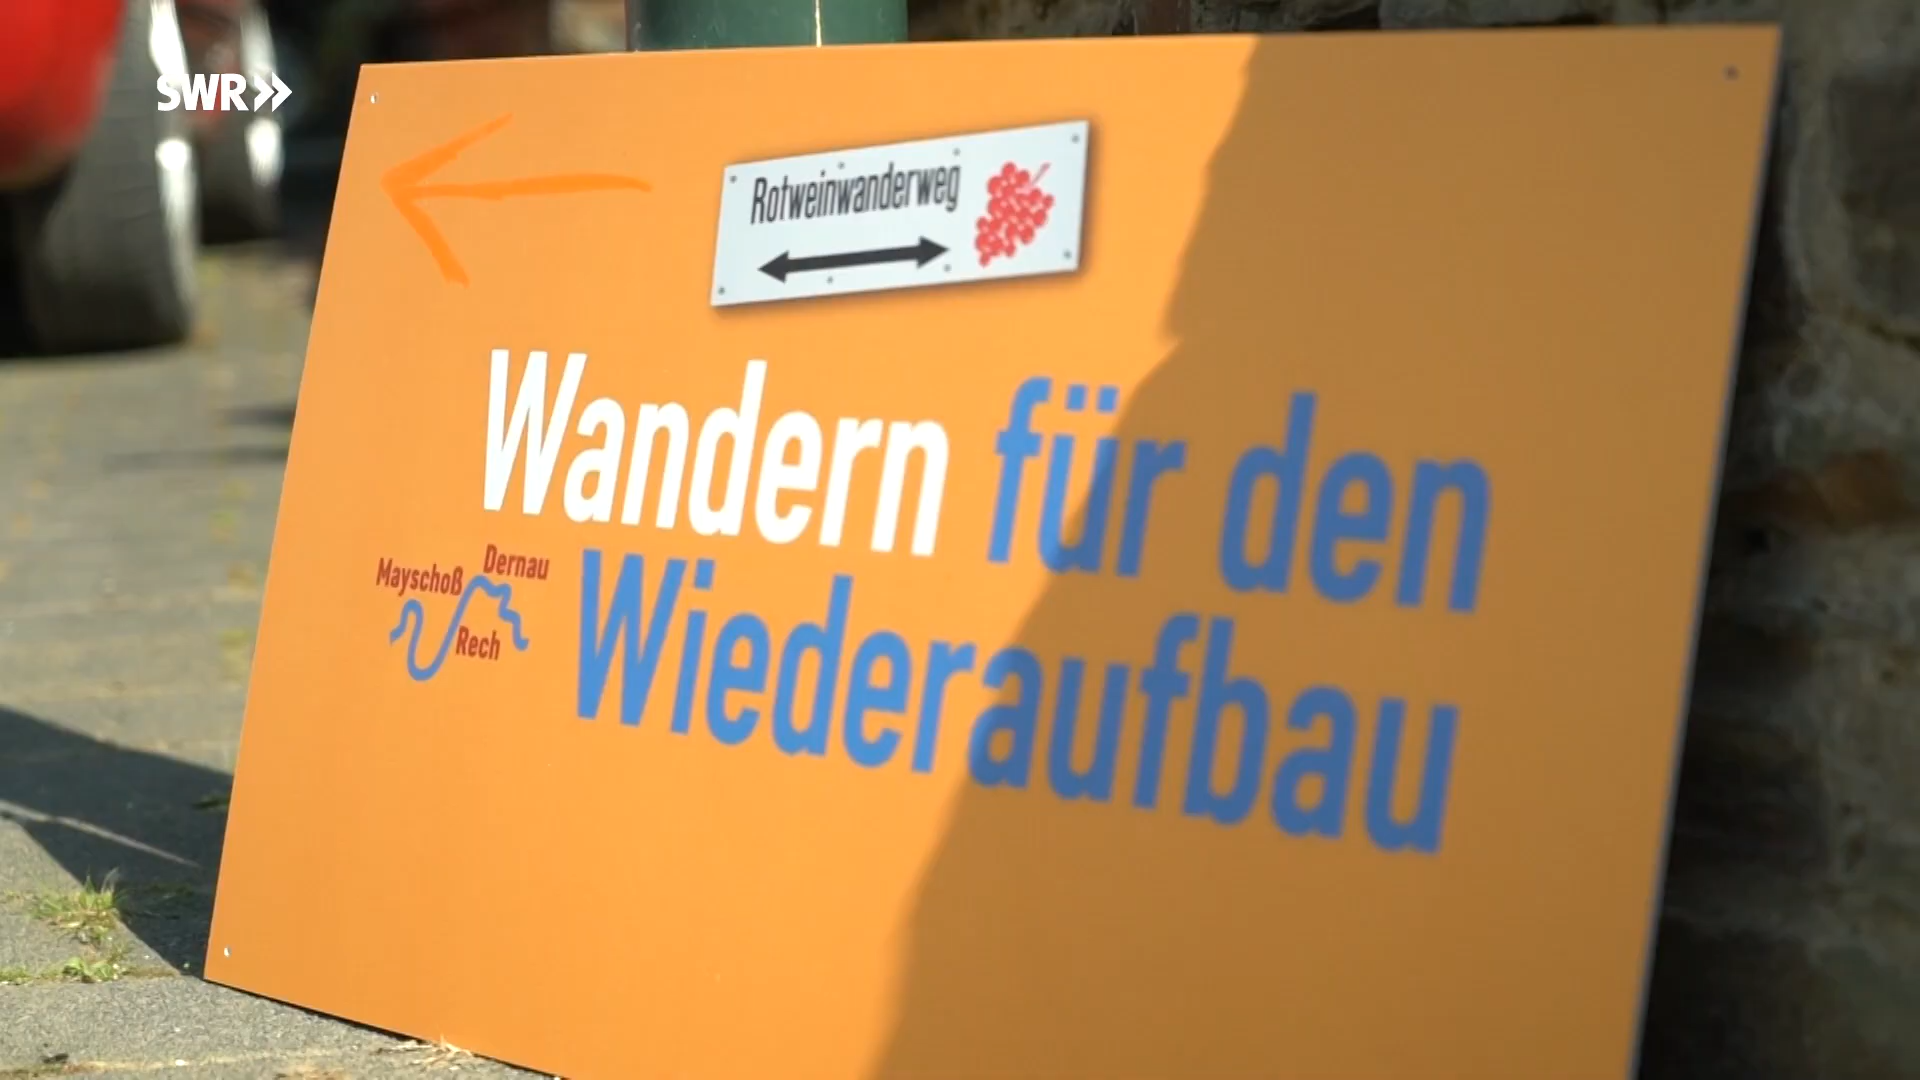 SWR»
Rotweinwanderweg
Wandern für den
Wiederaufbau
Mayschoß
Dernau
Rech